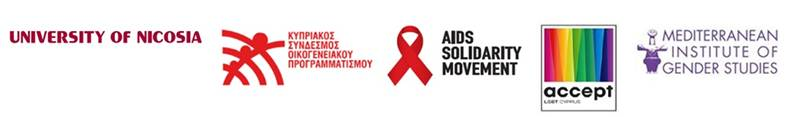 UNIVERSITY OF NICOSIA
ΚΥΠΡΙΑΚΟΣ
ΣΥΝΔΕΣΜΟΣ
ΟΙΚΟΓΕΝΕΙΑΚΟΥ
ΠΡΟΓΡΑΜΜΑΤΙΣΜΟΥ
AIDS
SOLIDARITY
MOVEMENT
accept
LGBT CYPRUS
MEDITERRANEAN
INSTITUTE OF
GENDER STUDIES